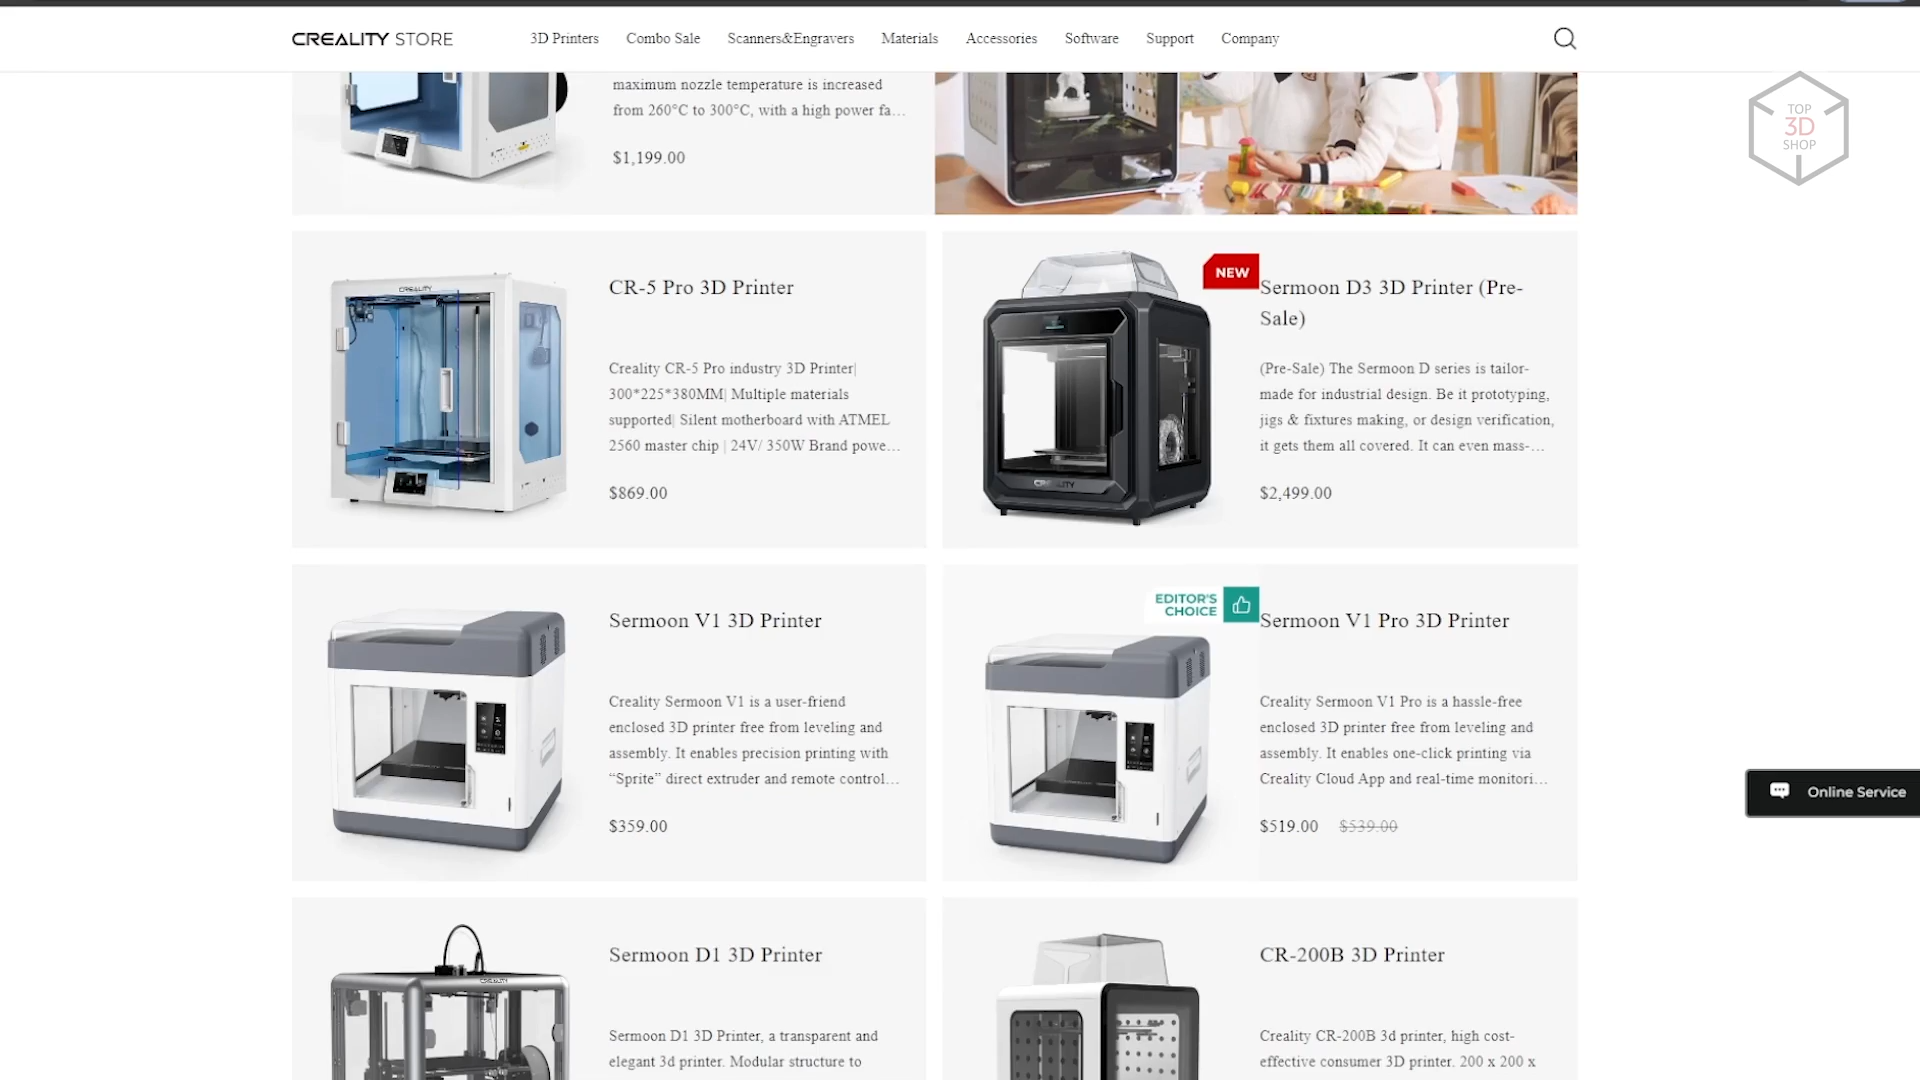 CREALITY STORE
3D Printers
Combo Sale
Scanners&Engravers
Materials
Accessories
Software
Support
Company
TOP
3D
SHOP
maximum nozzle temperature is increased
from 260°C to 300°C, with a high power fa…
$1,199.00
CREALITY
CREALITY
CR-5 Pro 3D Printer
Creality CR-5 Pro industry 3D Printer|
300*225*380MM| Multiple materials
supported| Silent motherboard with ATMEL
2560 master chip | 24V/ 350W Brand powe…
$869.00
CREALITY
NEW
Sermoon D3 3D Printer (Pre-
Sale)
(Pre-Sale) The Sermoon D series is tailor-
made for industrial design. Be it prototyping,
jigs & fixtures making, or design verification,
it gets them all covered. It can even mass-…
$2,499.00
Sermoon V1 3D Printer
Creality Sermoon V1 is a user-friend
enclosed 3D printer free from leveling and
assembly. It enables precision printing with
“Sprite” direct extruder and remote control…
$359.00
EDITOR'S
CHOICE
Sermoon V1 Pro 3D Printer
Creality Sermoon V1 Pro is a hassle-free
enclosed 3D printer free from leveling and
assembly. It enables one-click printing via
Creality Cloud App and real-time monitori…
$519.00 $539.00
Online Service
CREALITY
Sermoon D1 3D Printer
Sermoon D1 3D Printer, a transparent and
elegant 3d printer. Modular structure to
CR-200B 3D Printer
Creality CR-200B 3d printer, high cost-
effective consumer 3D printer. 200 x 200 x